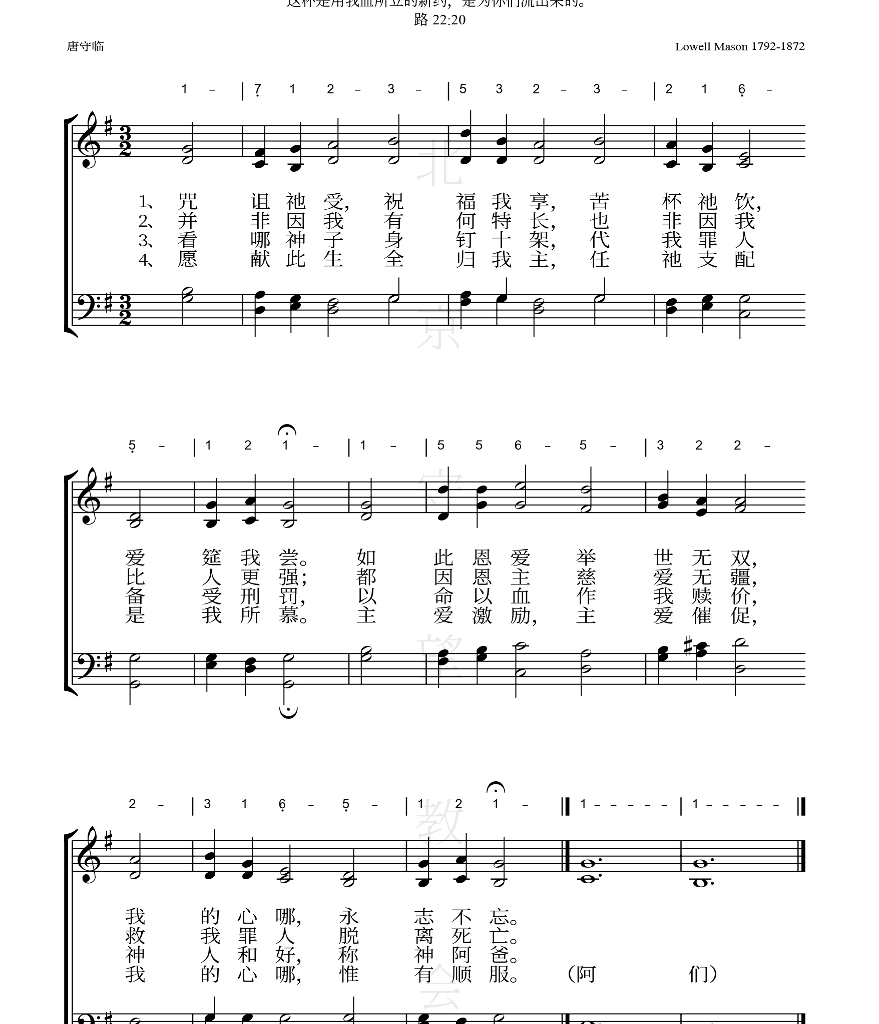 这杯是用我血所立的新约，是为你们流出来的。
路 22:20
唐守临 Lowell Mason 1792-1872
1 - | 7 1 2 - 3 - | 5 3 2 - 3 - | 2 1 6 -
1、咒 诅祂受，祝 福我享，苦 杯祂饮，
2、并 非因我 有 何特长，也 非因我
3、看 哪神子 身 钉十架，代 我罪人
4、愿 献此生 全 归我主，任 祂支配
5 - | 1 2 1 - | 1 - | 5 5 6 - 5 - | 3 2 2 -
爱 筵我尝。 如 此恩爱 举 世无双，
比 人更强； 都 因恩主 慈 爱无疆，
备 受刑罚， 以 命以血 作 我赎价，
是 我所慕。 主 爱激励，主 爱催促，
2 - | 3 1 6 - 5 - | 1 2 1 - || 1 - - - - - | 1 - - - - - ||
我 的心哪，永 志不忘。
救 我罪人 脱 离死亡。
神 人和好，称 神阿爸。
我 的心哪，惟 有顺服。 （阿 们）
北京守望教会